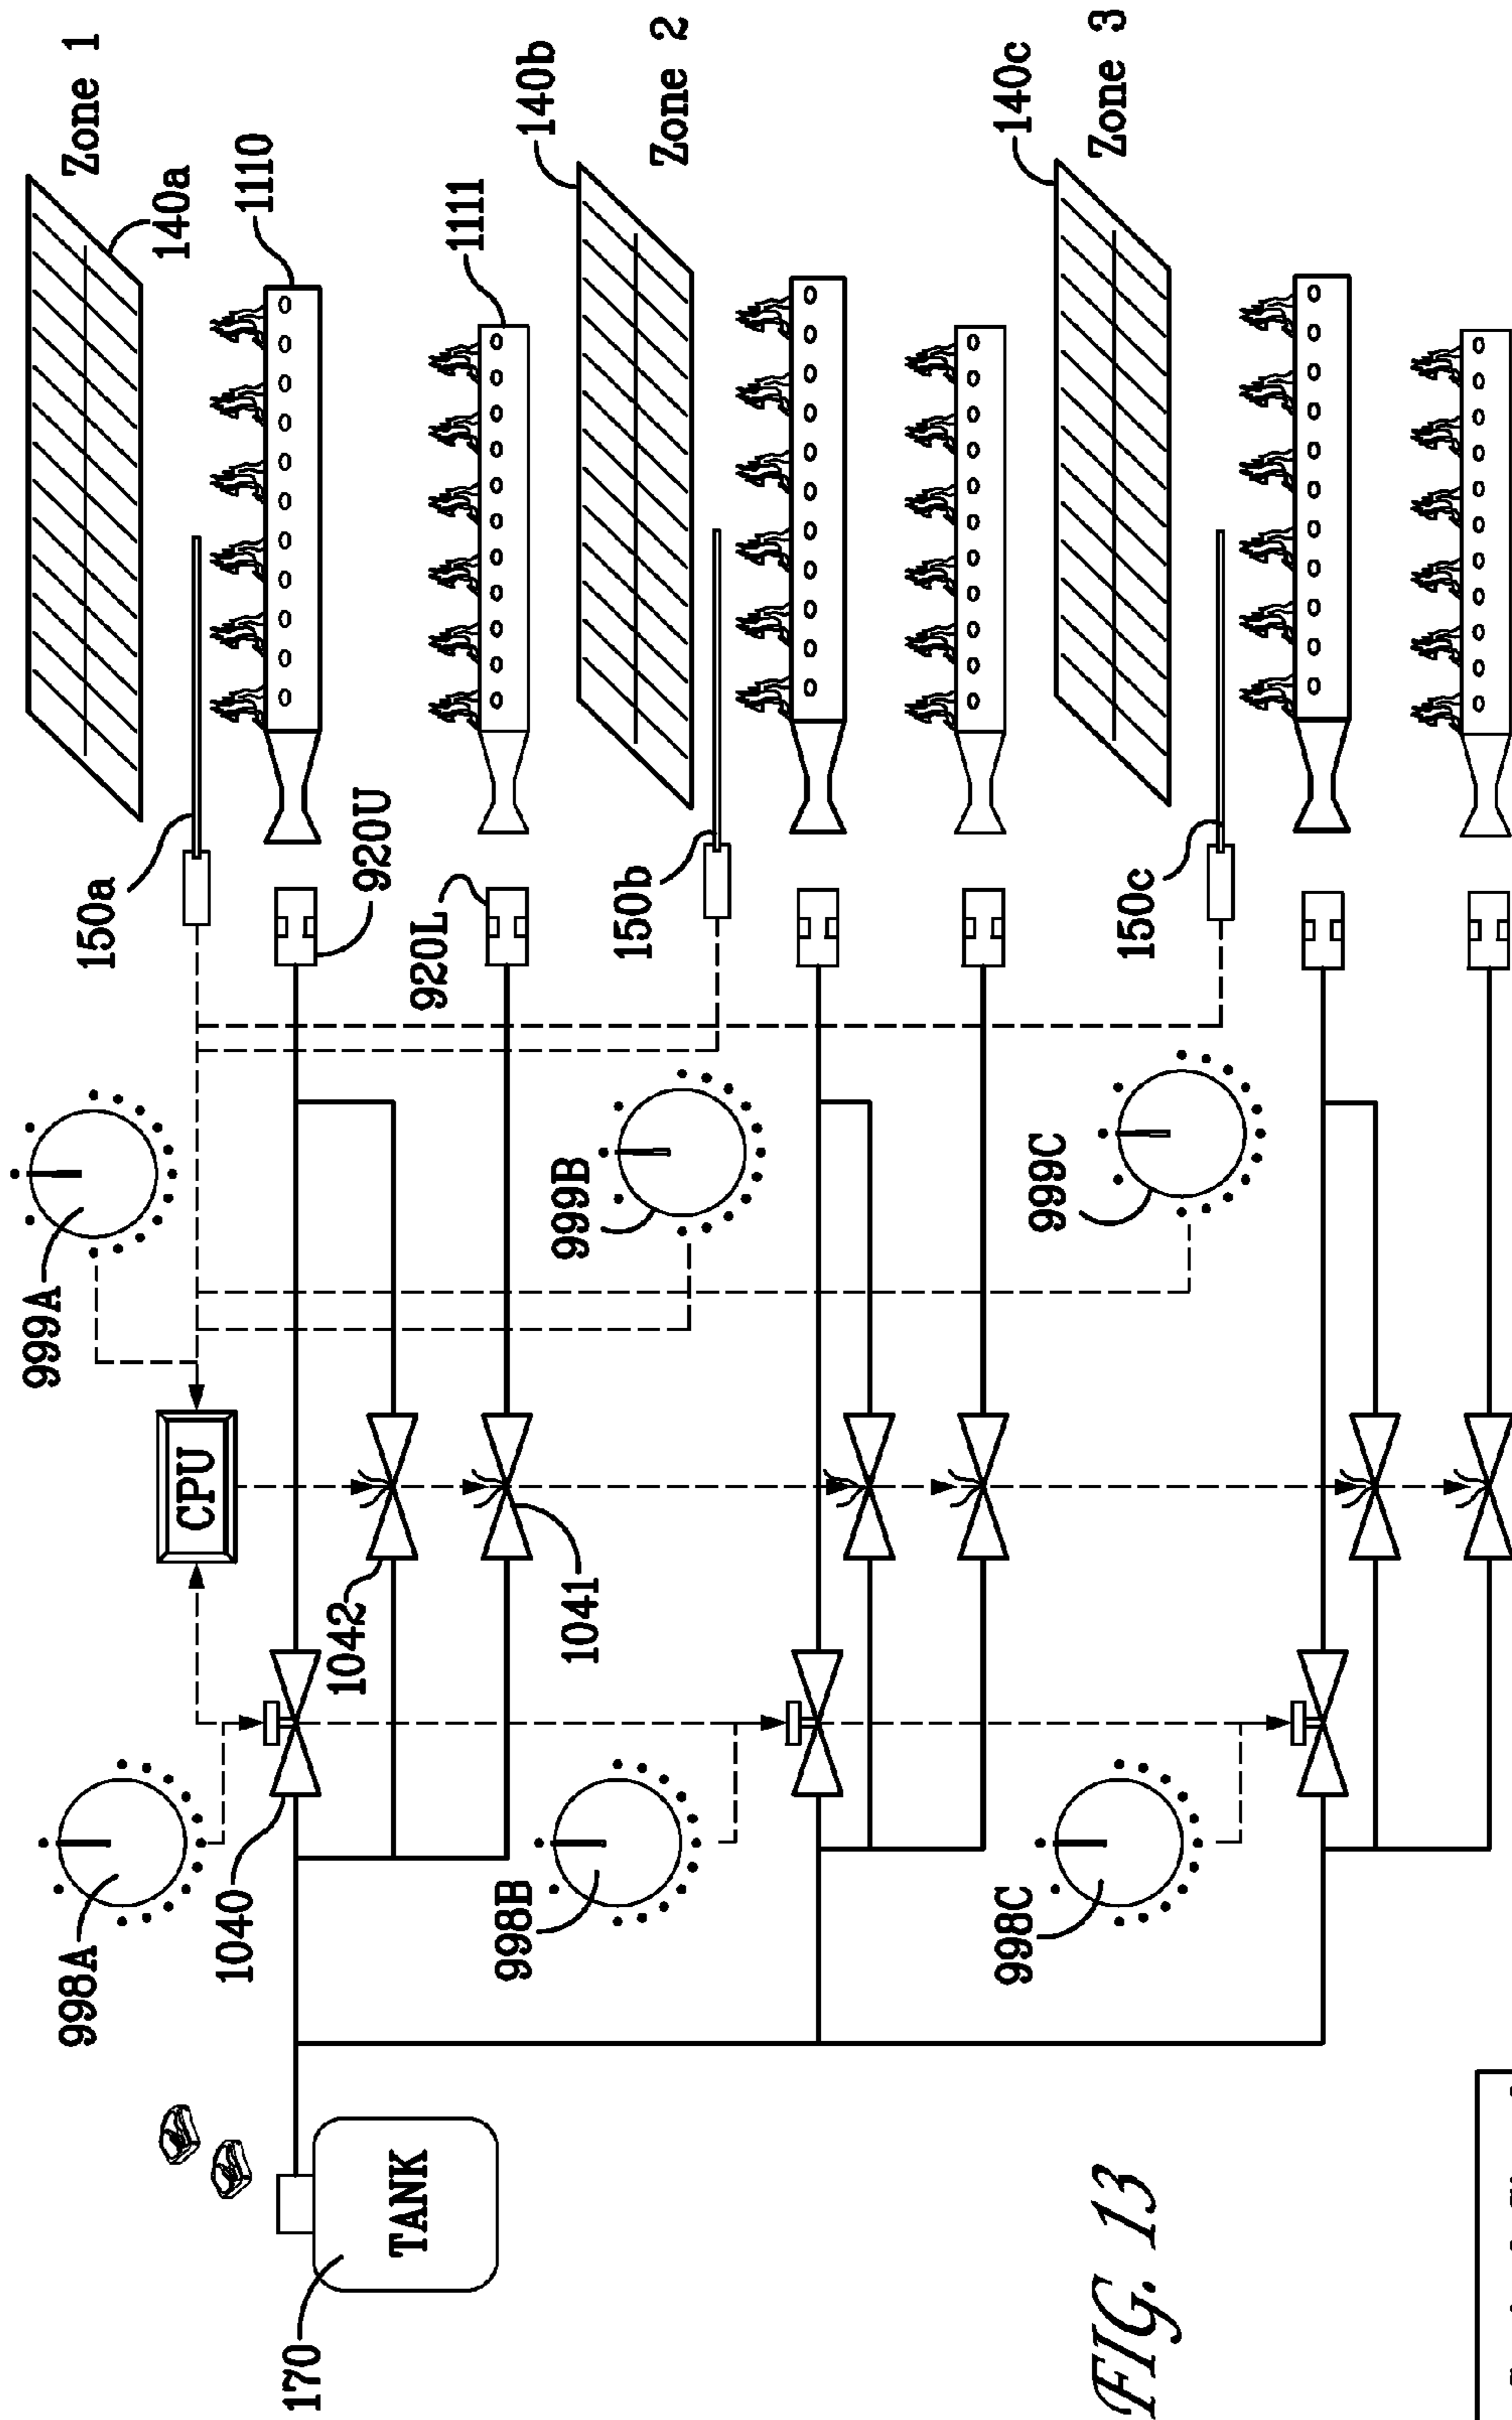 Zone 1
140a
1110
1111
140b
Zone 2
140c
Zone 3
150a
920U
920L
150b
150c
999A
999B
999C
CPU
1042
1041
998A
1040
998B
998C
TANK
170
FIG. 13